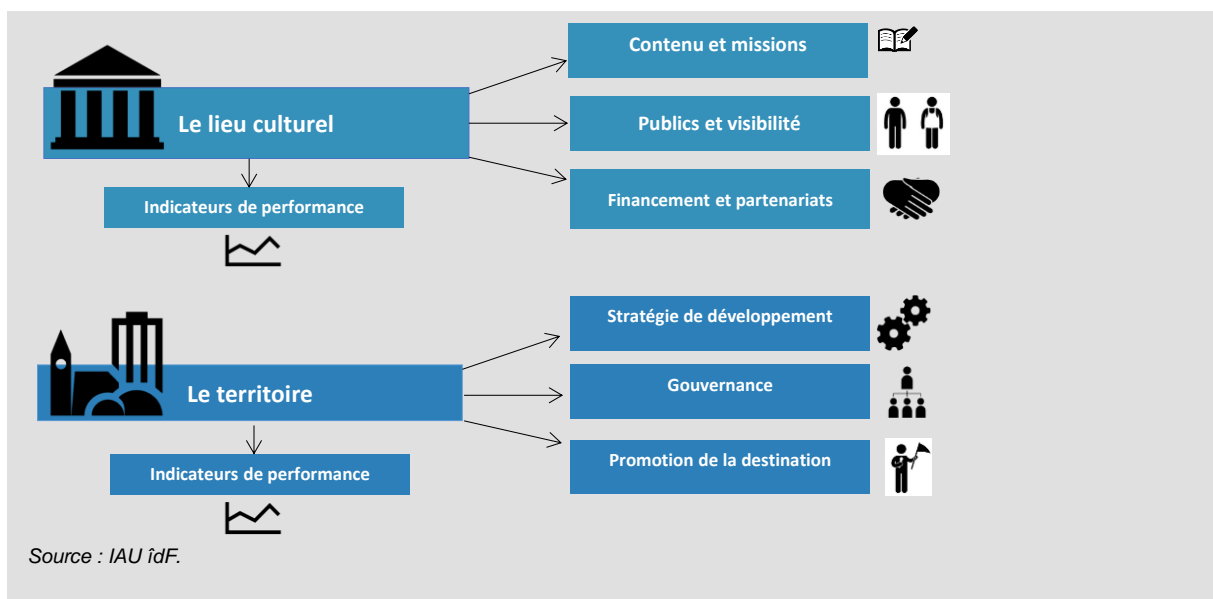 Le lieu culturel
Contenu et missions
Publics et visibilité
Financement et partenariats
Indicateurs de performance
Le territoire
Stratégie de développement
Gouvernance
Promotion de la destination
Indicateurs de performance
Source : IAU îdF.